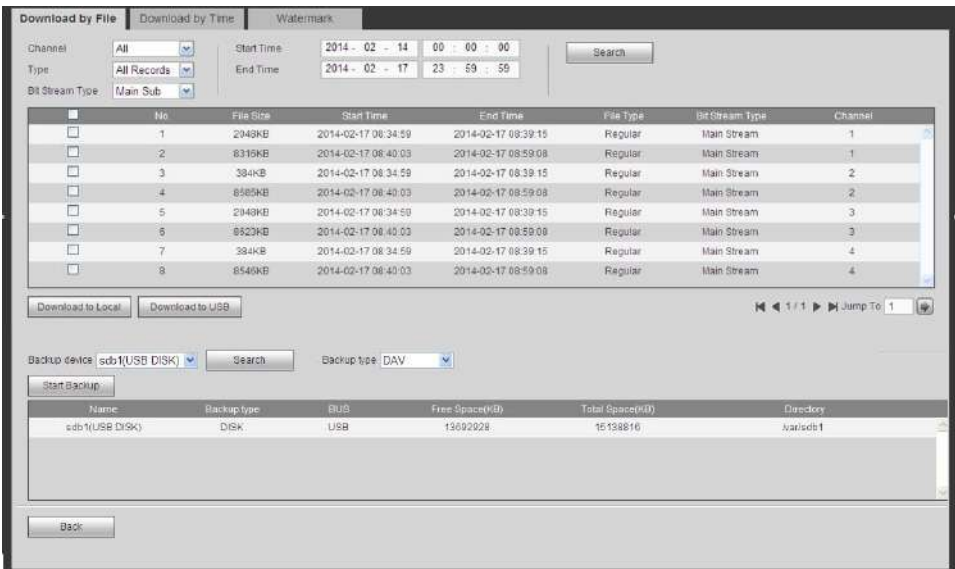 Download by File Download by Time Watermark
Channel All Start Time 2014 - 02 - 14 00 : 00 : 00 Search
Type All Records End Time 2014 - 02 - 17 23 : 59 : 59
Bit Stream Type Main Sub
No. File Size Start Time End Time File Type Bit Stream Type Channel
1 2048KB 2014-02-17 08:34:59 2014-02-17 08:39:15 Regular Main Stream 1
2 8316KB 2014-02-17 08:40:03 2014-02-17 08:59:08 Regular Main Stream 1
3 384KB 2014-02-17 08:34:59 2014-02-17 08:39:15 Regular Main Stream 2
4 8585KB 2014-02-17 08:40:03 2014-02-17 08:59:08 Regular Main Stream 2
5 2048KB 2014-02-17 08:34:59 2014-02-17 08:39:15 Regular Main Stream 3
6 8523KB 2014-02-17 08:40:03 2014-02-17 08:59:08 Regular Main Stream 3
7 384KB 2014-02-17 08:34:59 2014-02-17 08:39:15 Regular Main Stream 4
8 8546KB 2014-02-17 08:40:03 2014-02-17 08:59:08 Regular Main Stream 4
Download to Local Download to USB 1 / 1 Jump To 1
Backup device sdb1(USB DISK) Search Backup type DAV
Start Backup
Name Backup type BUS Free Space(KB) Total Space(KB) Directory
sdb1(USB DISK) DISK USB 13692928 15138816 /var/sdb1
Back